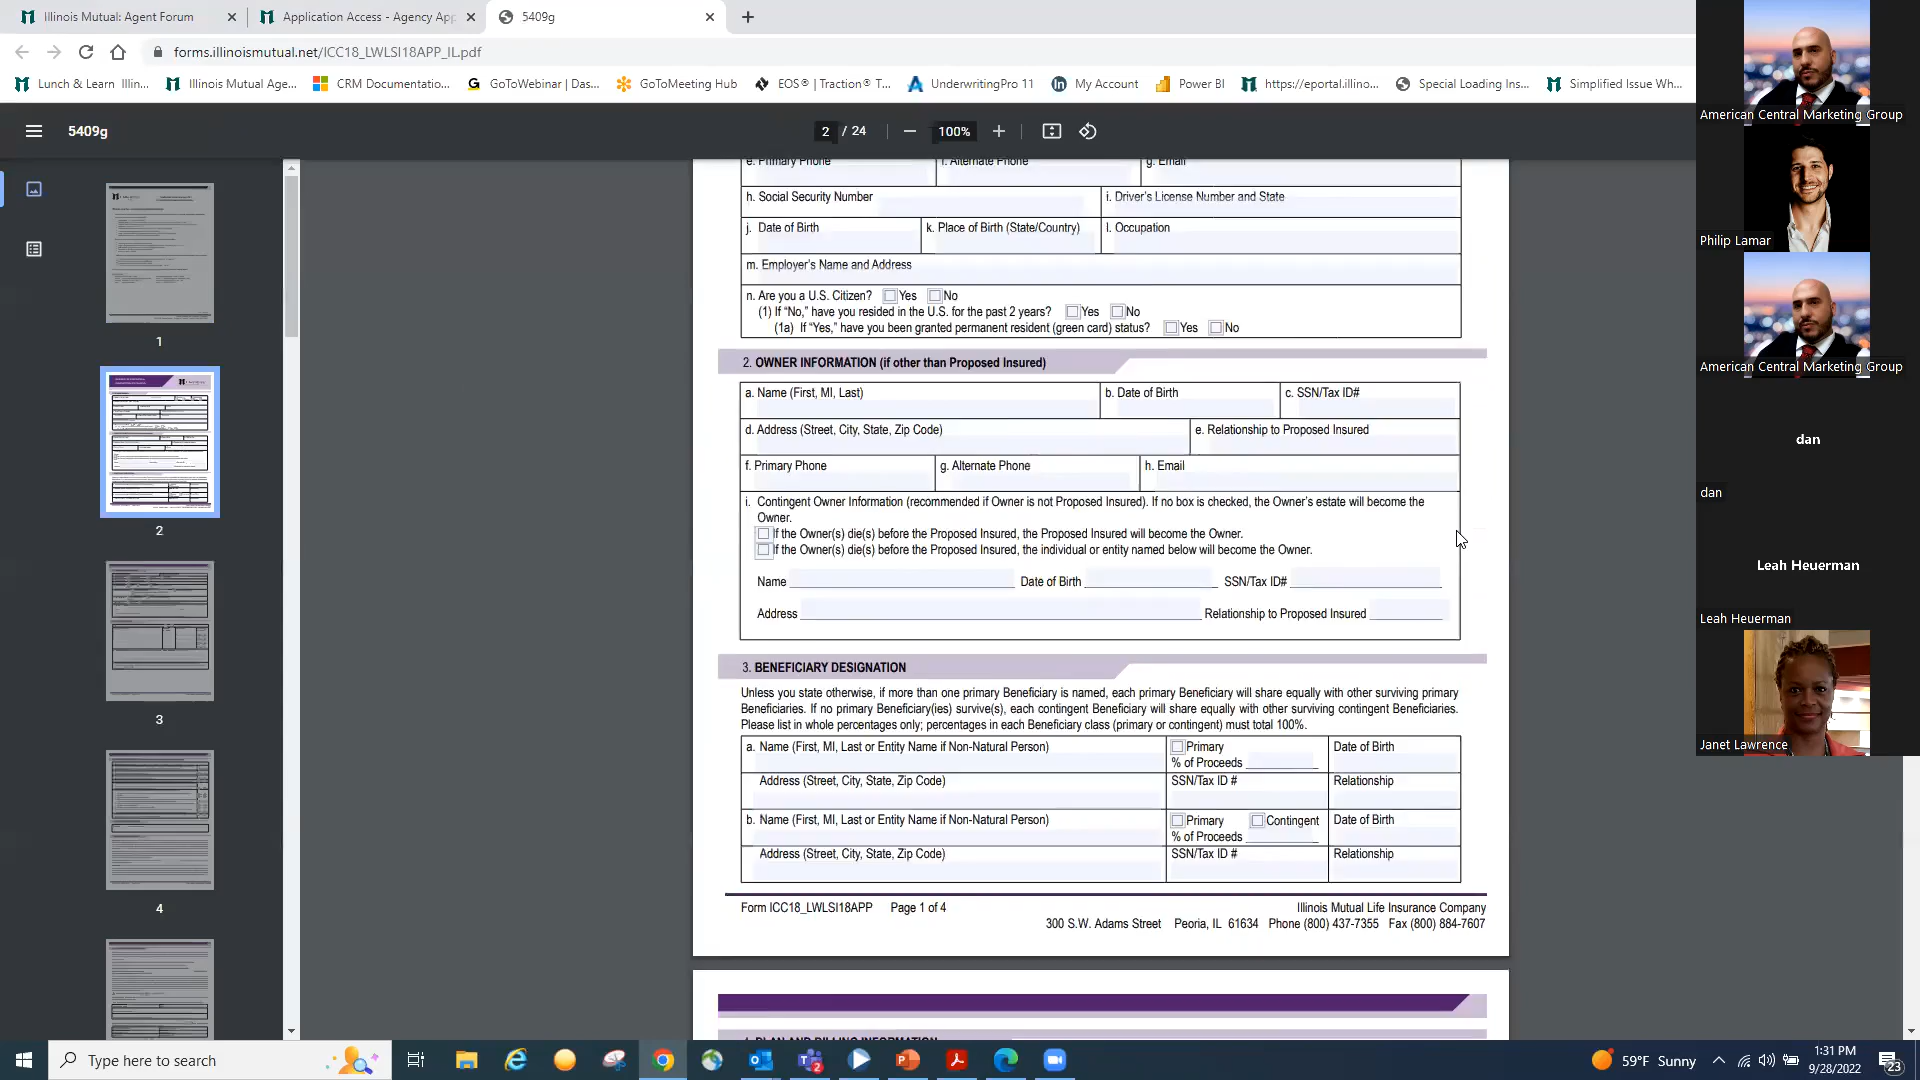 Illinois Mutual: Agent Forum
Application Access - Agency App
5409g
forms.illinoismutual.net/ICC18_LWLSI18APP_IL.pdf
Lunch & Learn Illin...
Illinois Mutual Age...
CRM Documentatio...
GoToWebinar | Das...
GoToMeeting Hub
EOS® | Traction® T...
UnderwritingPro 11
My Account
Power BI
https://eportal.illino...
Special Loading Ins...
Simplified Issue Wh...
5409g
2 / 24
100%
1
2
3
4
e. Primary Phone
f. Alternate Phone
g. Email
h. Social Security Number
i. Driver's License Number and State
j. Date of Birth
k. Place of Birth (State/Country)
l. Occupation
m. Employer's Name and Address
n. Are you a U.S. Citizen? Yes No
(1) If "No," have you resided in the U.S. for the past 2 years? Yes No
(1a) If "Yes," have you been granted permanent resident (green card) status? Yes No
2. OWNER INFORMATION (if other than Proposed Insured)
a. Name (First, MI, Last)
b. Date of Birth
c. SSN/Tax ID#
d. Address (Street, City, State, Zip Code)
e. Relationship to Proposed Insured
f. Primary Phone
g. Alternate Phone
h. Email
i. Contingent Owner Information (recommended if Owner is not Proposed Insured). If no box is checked, the Owner's estate will become the
Owner.
If the Owner(s) die(s) before the Proposed Insured, the Proposed Insured will become the Owner.
If the Owner(s) die(s) before the Proposed Insured, the individual or entity named below will become the Owner.
Name Date of Birth SSN/Tax ID#
Address Relationship to Proposed Insured
3. BENEFICIARY DESIGNATION
Unless you state otherwise, if more than one primary Beneficiary is named, each primary Beneficiary will share equally with other surviving primary
Beneficiaries. If no primary Beneficiary(ies) survive(s), each contingent Beneficiary will share equally with other surviving contingent Beneficiaries.
Please list in whole percentages only; percentages in each Beneficiary class (primary or contingent) must total 100%.
a. Name (First, MI, Last or Entity Name if Non-Natural Person)
Primary
% of Proceeds
Date of Birth
Address (Street, City, State, Zip Code)
SSN/Tax ID #
Relationship
b. Name (First, MI, Last or Entity Name if Non-Natural Person)
Primary Contingent
% of Proceeds
Date of Birth
Address (Street, City, State, Zip Code)
SSN/Tax ID #
Relationship
Form ICC18_LWLSI18APP Page 1 of 4
Illinois Mutual Life Insurance Company
300 S.W. Adams Street Peoria, IL 61634 Phone (800) 437-7355 Fax (800) 884-7607
4. PLAN AND BILLING INFORMATION
American Central Marketing Group
Philip Lamar
American Central Marketing Group
dan
dan
Leah Heuerman
Leah Heuerman
Janet Lawrence
Type here to search
2
59°F Sunny
1:31 PM
9/28/2022
23